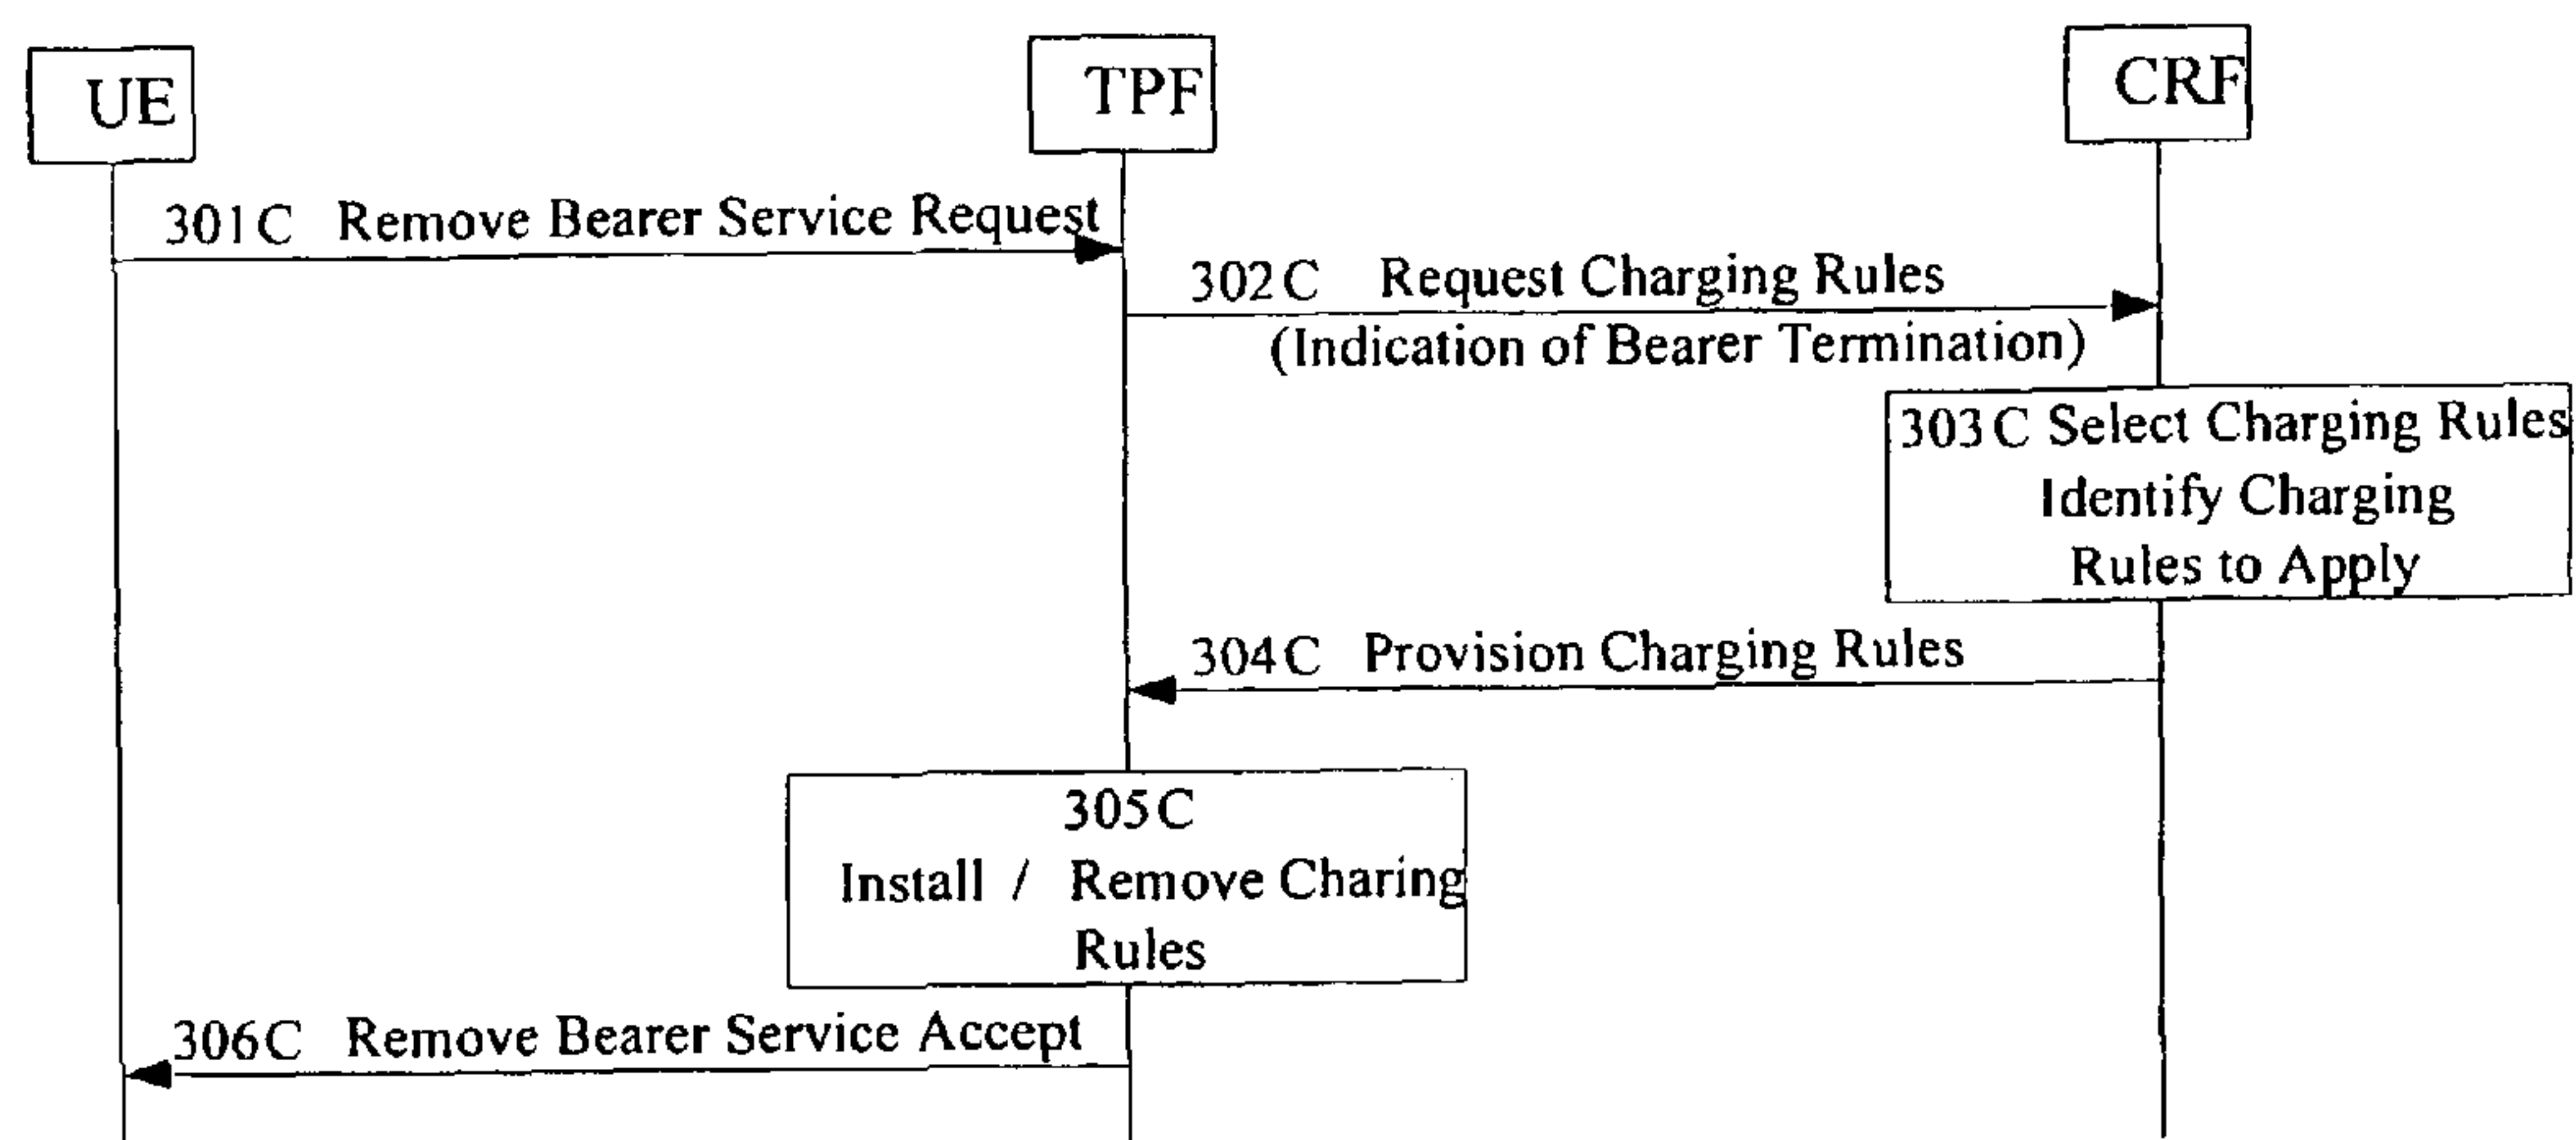 UE
TPF
CRF
301C Remove Bearer Service Request
302C Request Charging Rules
(Indication of Bearer Termination)
303C Select Charging Rules
Identify Charging
Rules to Apply
304C Provision Charging Rules
305C
Install / Remove Charing
Rules
306C Remove Bearer Service Accept